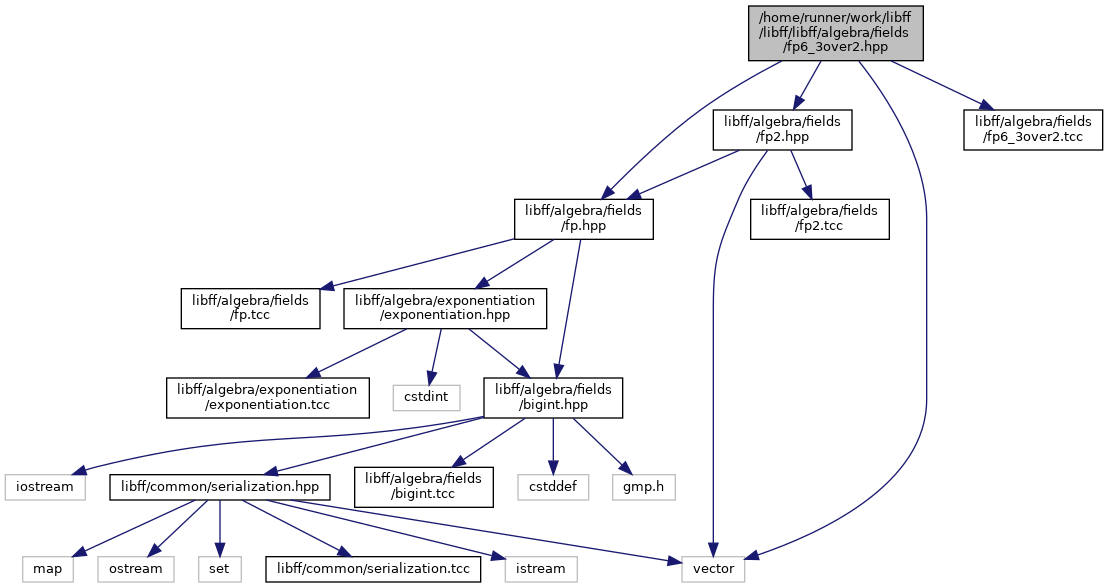 /home/runner/work/libff
/libff/libff/algebra/fields
/fp6_3over2.hpp
libff/algebra/fields
/fp2.hpp
libff/algebra/fields
/fp6_3over2.tcc
libff/algebra/fields
/fp.hpp
libff/algebra/fields
/fp2.tcc
libff/algebra/fields
/fp.tcc
libff/algebra/exponentiation
/exponentiation.hpp
libff/algebra/exponentiation
/exponentiation.tcc
cstdint
libff/algebra/fields
/bigint.hpp
iostream
libff/common/serialization.hpp
libff/algebra/fields
/bigint.tcc
cstddef
gmp.h
map
ostream
set
libff/common/serialization.tcc
istream
vector